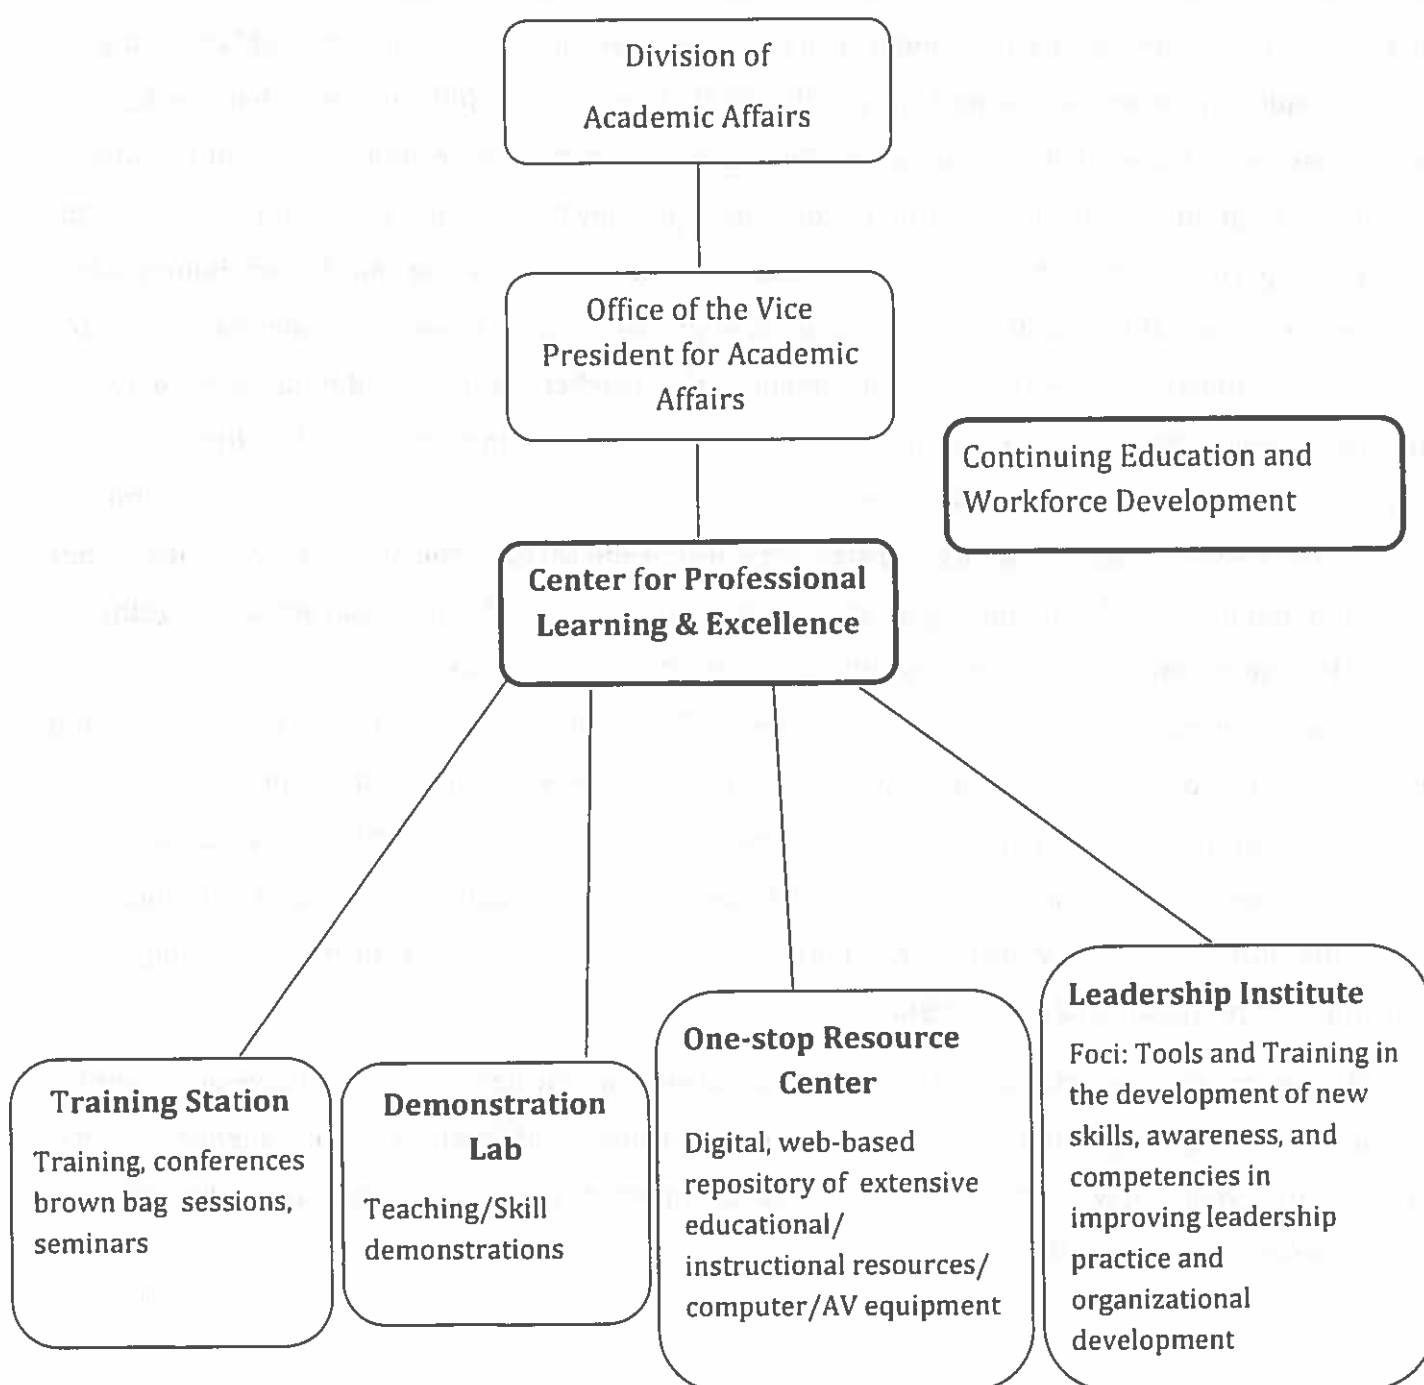 Division of
Academic Affairs
Office of the Vice
President for Academic
Affairs
Continuing Education and
Workforce Development
Center for Professional
Learning & Excellence
Training Station
Training, conferences
brown bag sessions,
seminars
Demonstration
Lab
Teaching/Skill
demonstrations
One-stop Resource
Center
Digital, web-based
repository of extensive
educational/
instructional resources/
computer/AV equipment
Leadership Institute
Foci: Tools and Training in
the development of new
skills, awareness, and
competencies in
improving leadership
practice and
organizational
development